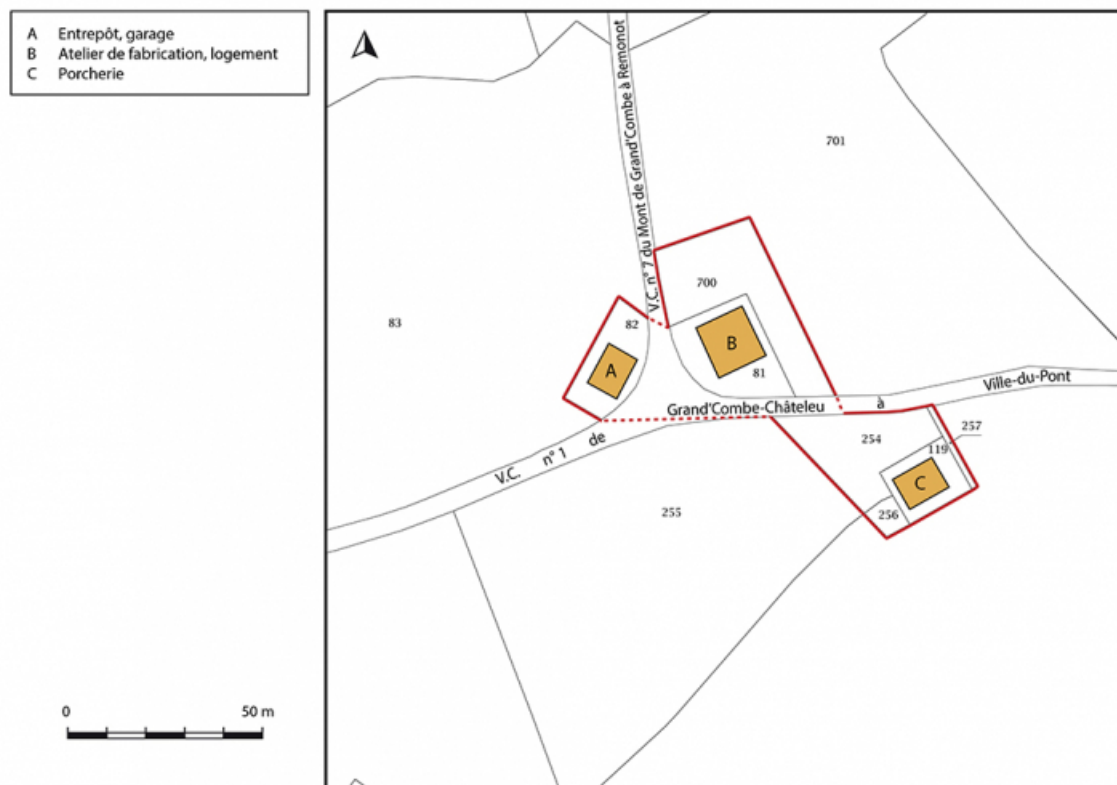 A Entrepôt, garage
B Atelier de fabrication, logement
C Porcherie
V.C. n° 7 du Mont de Grand'Combe à Remonot
701
700
83
82
A
B
81
V.C. n° 1 de Grand'Combe-Châteleu à Ville-du-Pont
254
257
119
C
256
255
0 50 m